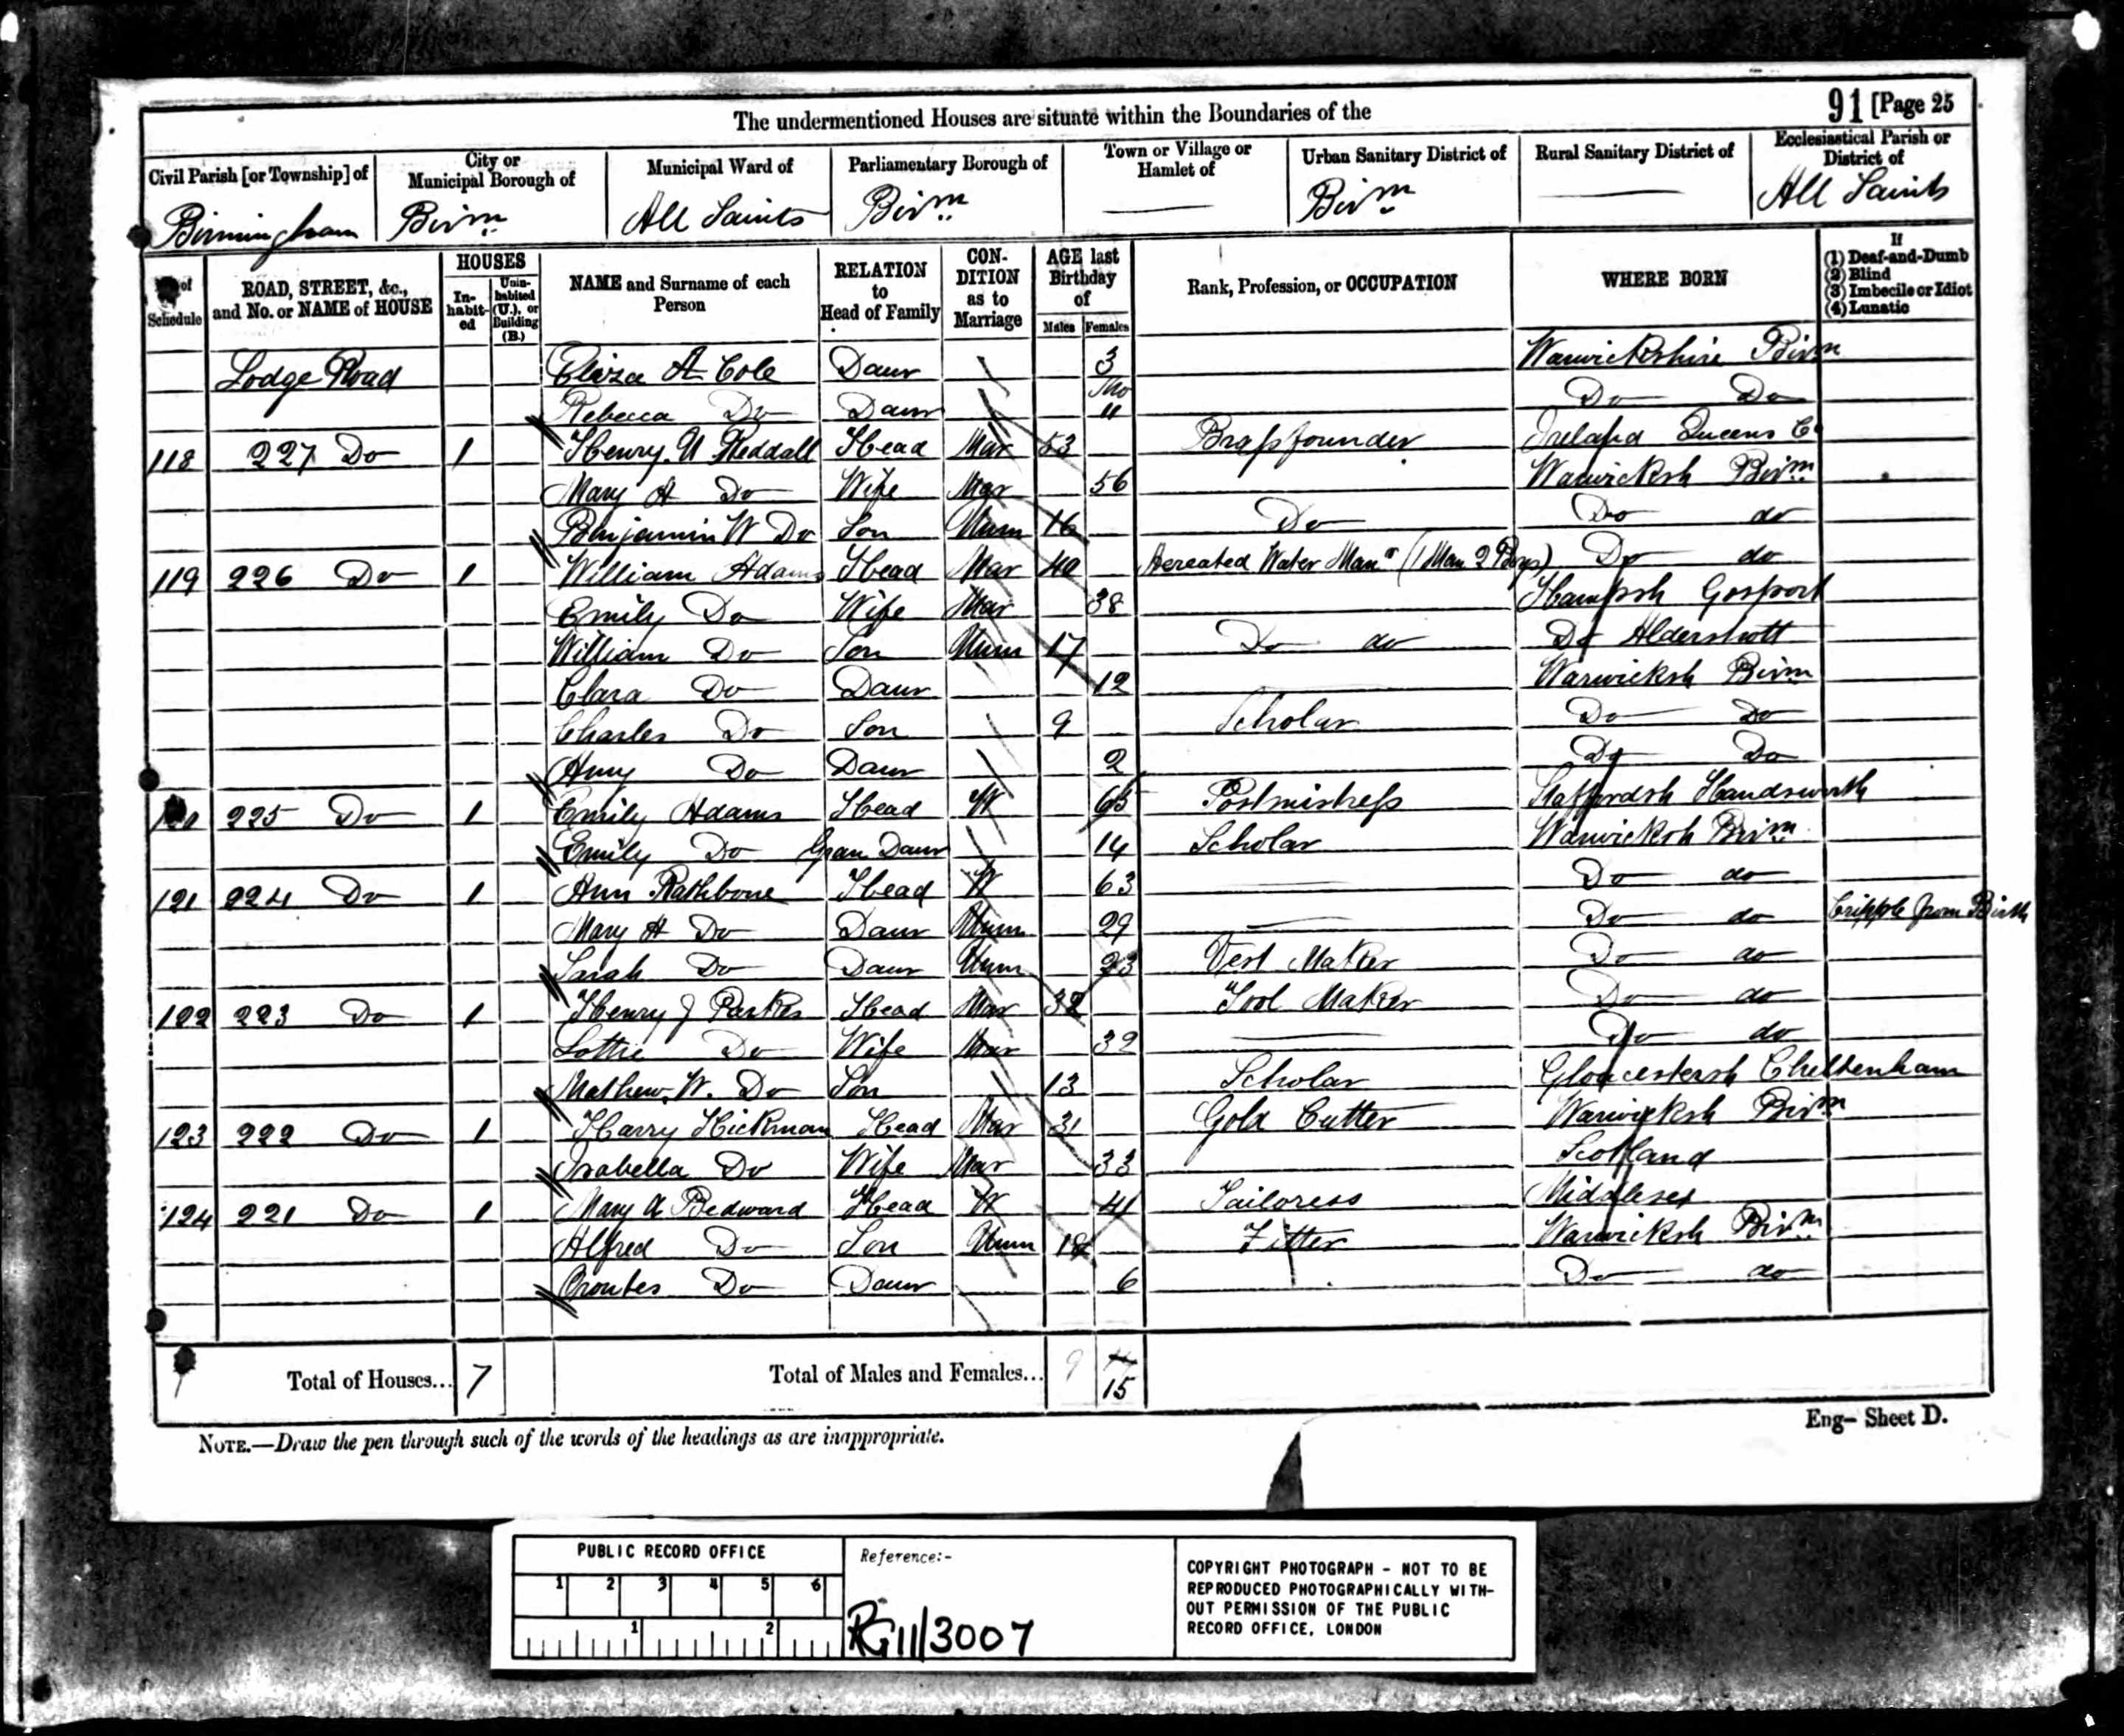 91 [Page 25
The undermentioned Houses are situate within the Boundaries of the
Civil Parish [or Township] of City or Municipal Borough of Municipal Ward of Parliamentary Borough of Town or Village or Hamlet of Urban Sanitary District of Rural Sanitary District of Ecclesiastical Parish or District of
Birmingham Birm All Saints Birm Birm All Saints
No. of Schedule ROAD, STREET, &c., and No. or NAME of HOUSE HOUSES In-habit-ed Unin-habited (U.), or Building (B.) NAME and Surname of each Person RELATION to Head of Family CON-DITION as to Marriage AGE last Birthday of Males Females Rank, Profession, or OCCUPATION WHERE BORN If (1) Deaf-and-Dumb (2) Blind (3) Imbecile or Idiot (4) Lunatic
Lodge Road Eliza A Cole Daur 3 Warwickshire Birm
Rebecca Do Daur 11 Mo Do Do
118 227 Do 1 Henry Reddall Head Mar 53 Brassfounder Ireland Queens C
Mary A Do Wife Mar 56 Warwicksh Birm
Benjamin W Do Son Unm 16 Do Do do
119 226 Do 1 William Adams Head Mar 40 Aereated Water Manr (1 Man 2 Boys) Do do
Emily Do Wife Mar 38 Hampsh Gosport
William Do Son Unm 17 Do do Do Aldershott
Clara Do Daur 12 Warwicksh Birm
Charles Do Son 9 Scholar Do Do
Amy Do Daur 2 Do Do
120 225 Do 1 Emily Adams Head W 65 Postmistress Staffordsh Handsworth
Emily Do Gran Daur 14 Scholar Warwicksh Birm
121 224 Do 1 Ann Rathbone Head W 63 Do do
Mary A Do Daur Unm 29 Do do Cripple from Birth
Sarah Do Daur Unm 23 Vest Maker Do do
122 223 Do 1 Henry J Parkes Head Mar 32 Tool Maker Do do
Lottie Do Wife Mar 32 Do do
Mathew W. Do Son 13 Scholar Gloucestersh Cheltenham
123 222 Do 1 Harry Hickman Head Mar 31 Gold Cutter Warwicksh Birm
Isabella Do Wife Mar 33 Scotland
124 221 Do 1 Mary A Bedward Head W 41 Tailoress Middlesex
Alfred Do Son Unm 18 Fitter Warwicksh Birm
Do Daur 6 Do do
Total of Houses... 7 Total of Males and Females... 9 15
NOTE.—Draw the pen through such of the words of the headings as are inappropriate.
Eng- Sheet D.
PUBLIC RECORD OFFICE
1 2 3 4 5 6
1 2
Reference:-
RG11/3007
COPYRIGHT PHOTOGRAPH - NOT TO BE
REPRODUCED PHOTOGRAPHICALLY WITH-
OUT PERMISSION OF THE PUBLIC
RECORD OFFICE, LONDON